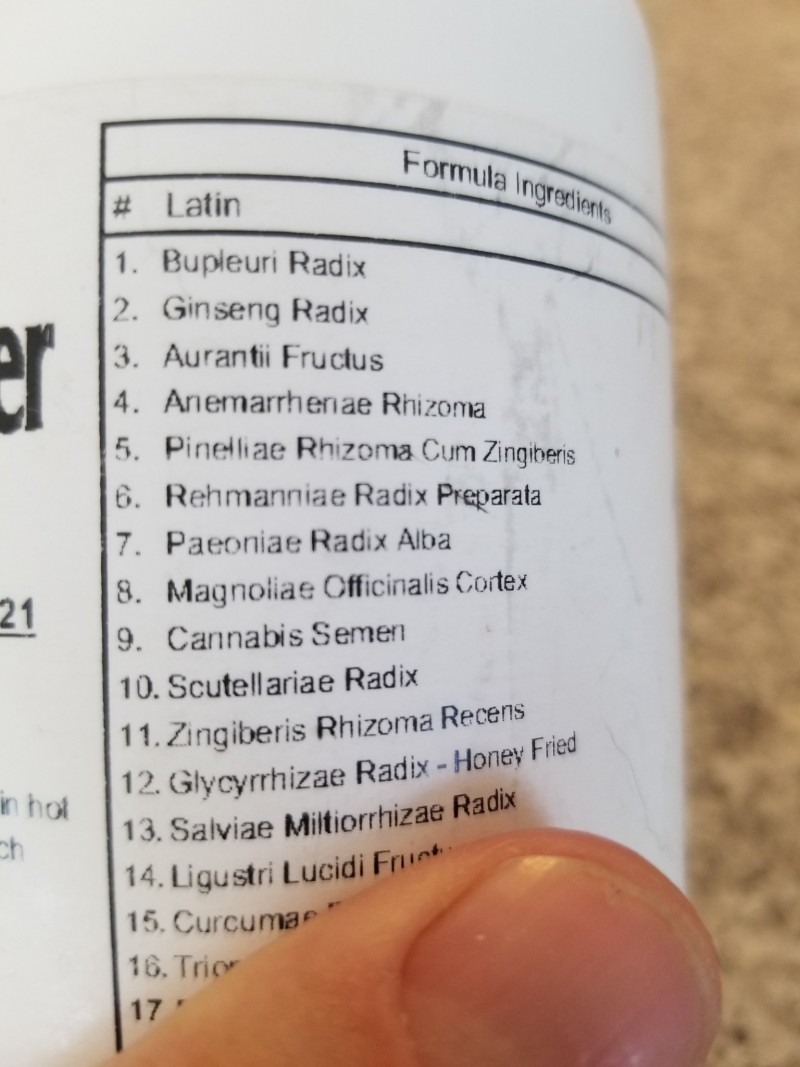 Formula Ingredients
# Latin
1. Bupleuri Radix
2. Ginseng Radix
3. Aurantii Fructus
4. Anemarrhenae Rhizoma
5. Pinelliae Rhizoma Cum Zingiberis
6. Rehmanniae Radix Preparata
7. Paeoniae Radix Alba
8. Magnoliae Officinalis Cortex
9. Cannabis Semen
10. Scutellariae Radix
11. Zingiberis Rhizoma Recens
12. Glycyrrhizae Radix - Honey Fried
13. Salviae Miltiorrhizae Radix
14. Ligustri Lucidi
15. Curcumae
16.
17
er
21
in hot
ch